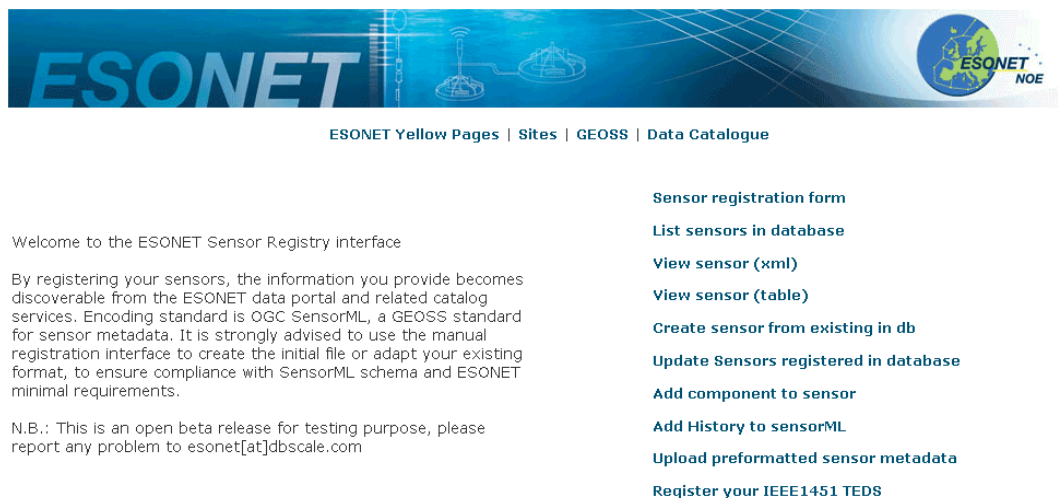 ESONET
ESONET
NOE
ESONET Yellow Pages | Sites | GEOSS | Data Catalogue
Welcome to the ESONET Sensor Registry interface
By registering your sensors, the information you provide becomes
discoverable from the ESONET data portal and related catalog
services. Encoding standard is OGC SensorML, a GEOSS standard
for sensor metadata. It is strongly advised to use the manual
registration interface to create the initial file or adapt your existing
format, to ensure compliance with SensorML schema and ESONET
minimal requirements.
N.B.: This is an open beta release for testing purpose, please
report any problem to esonet[at]dbscale.com
Sensor registration form
List sensors in database
View sensor (xml)
View sensor (table)
Create sensor from existing in db
Update Sensors registered in database
Add component to sensor
Add History to sensorML
Upload preformatted sensor metadata
Register your IEEE1451 TEDS